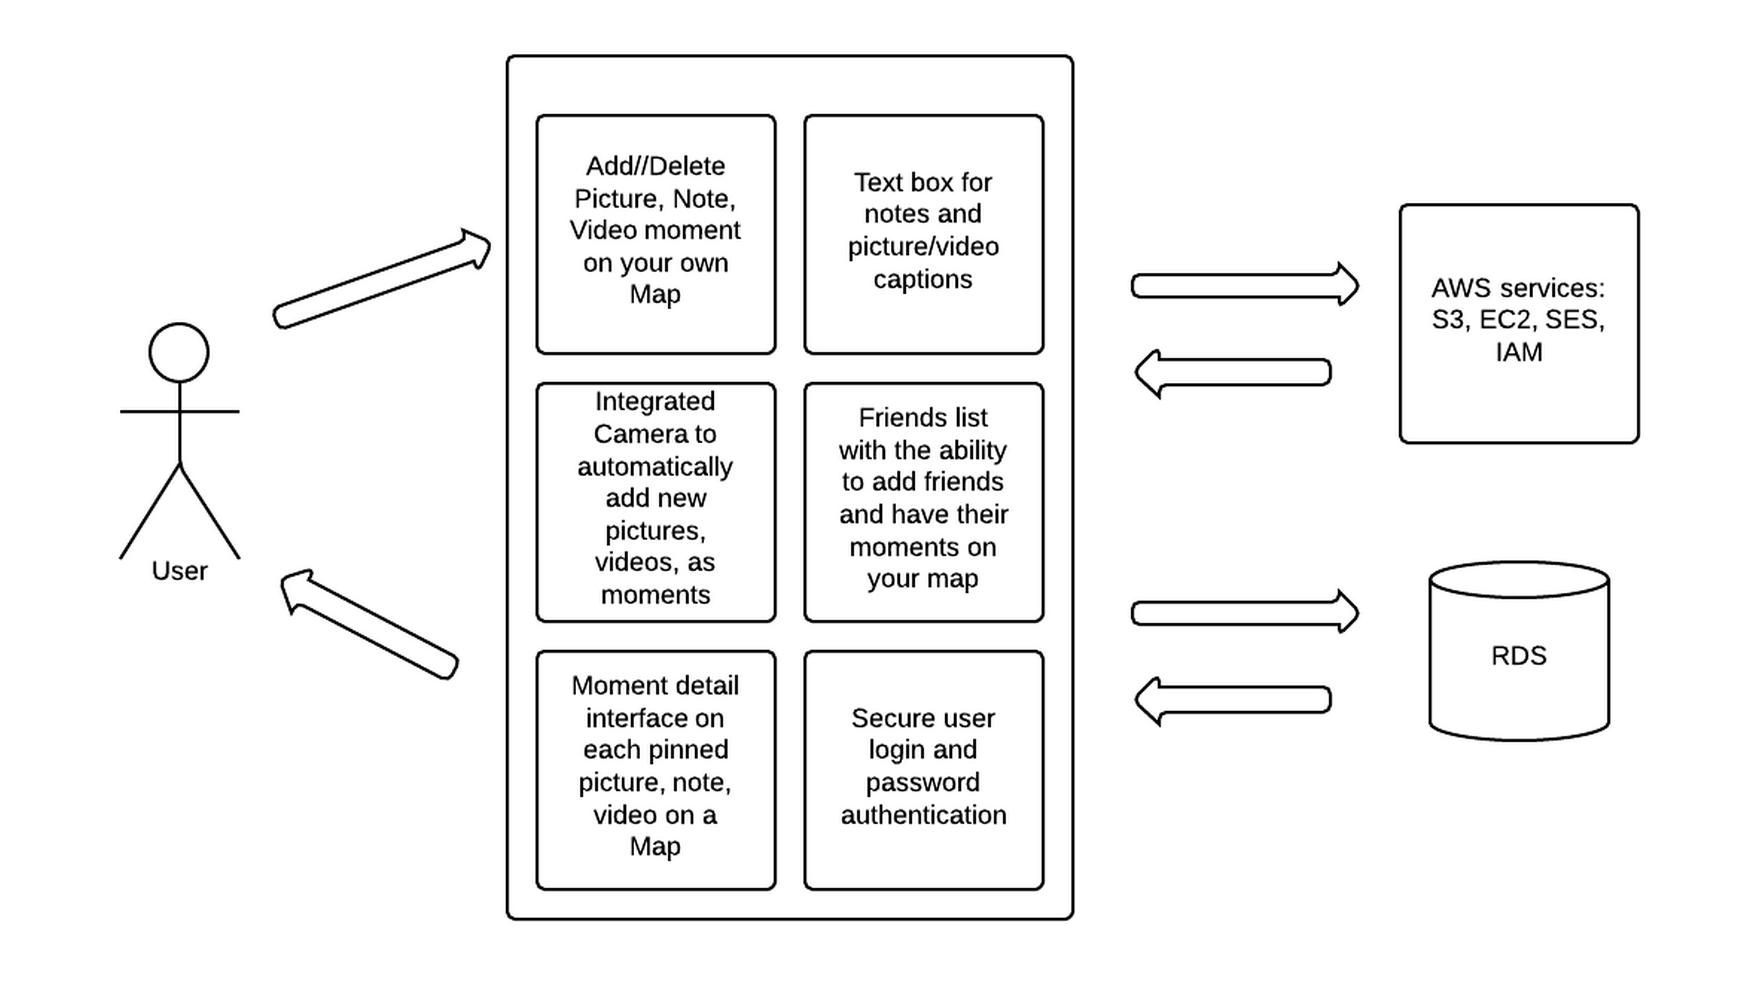 User
Add//Delete
Picture, Note,
Video moment
on your own
Map
Text box for
notes and
picture/video
captions
Integrated
Camera to
automatically
add new
pictures,
videos, as
moments
Friends list
with the ability
to add friends
and have their
moments on
your map
Moment detail
interface on
each pinned
picture, note,
video on a
Map
Secure user
login and
password
authentication
AWS services:
S3, EC2, SES,
IAM
RDS